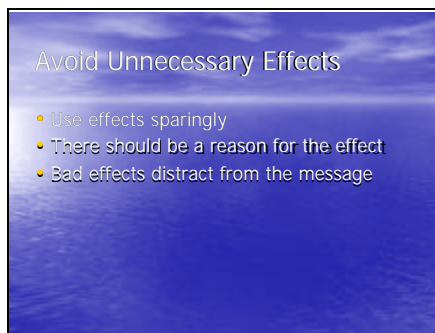 Avoid Unnecessary Effects
• Use effects sparingly
• There should be a reason for the effect
• Bad effects distract from the message